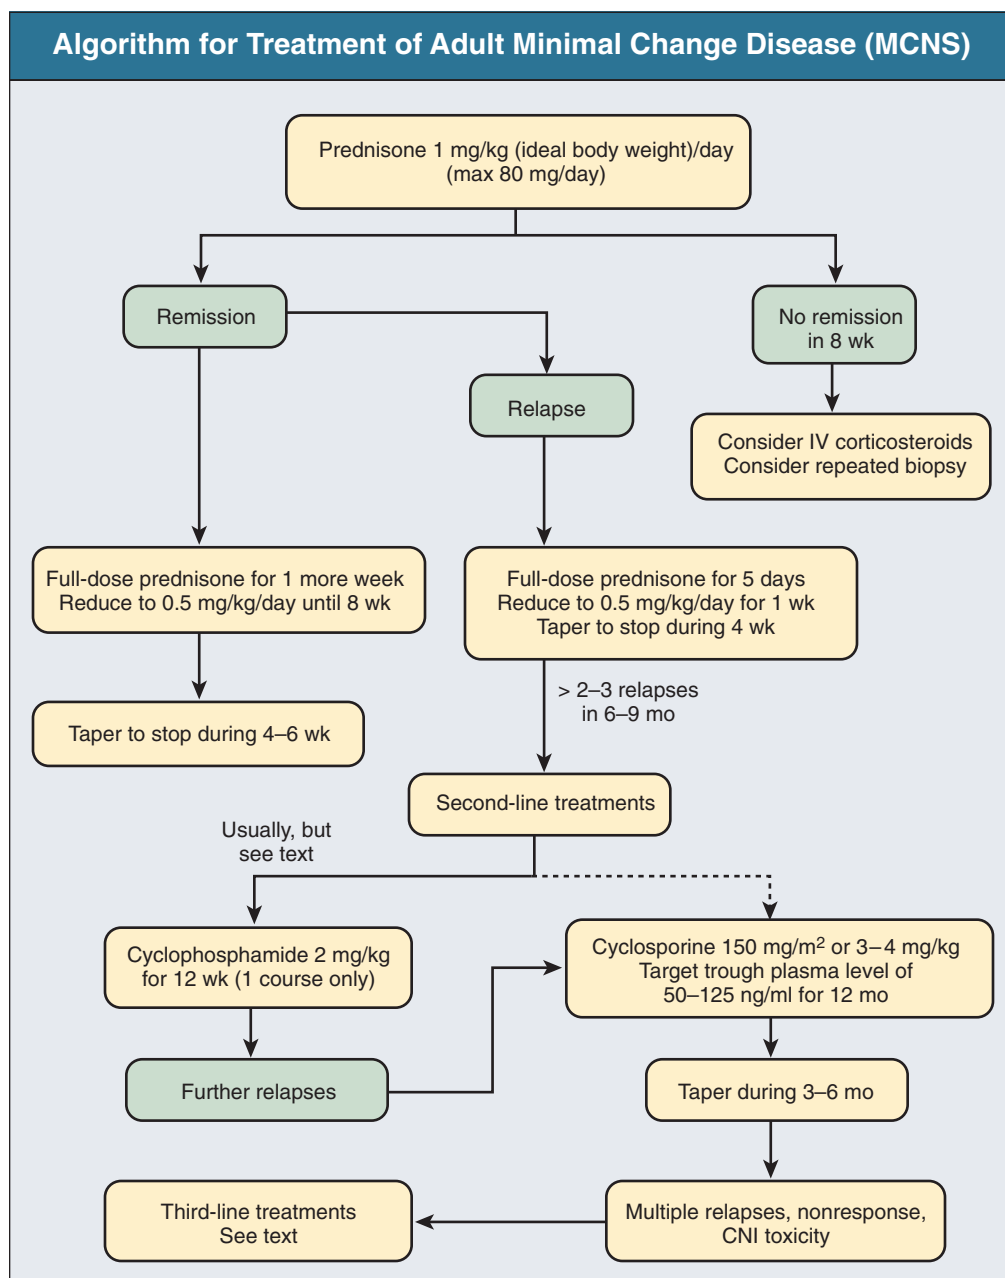 Algorithm for Treatment of Adult Minimal Change Disease (MCNS)
Prednisone 1 mg/kg (ideal body weight)/day
(max 80 mg/day)
Remission
No remission
in 8 wk
Relapse
Consider IV corticosteroids
Consider repeated biopsy
Full-dose prednisone for 1 more week
Reduce to 0.5 mg/kg/day until 8 wk
Full-dose prednisone for 5 days
Reduce to 0.5 mg/kg/day for 1 wk
Taper to stop during 4 wk
> 2–3 relapses
in 6–9 mo
Taper to stop during 4–6 wk
Second-line treatments
Usually, but
see text
Cyclophosphamide 2 mg/kg
for 12 wk (1 course only)
Cyclosporine 150 mg/m² or 3–4 mg/kg
Target trough plasma level of
50–125 ng/ml for 12 mo
Further relapses
Taper during 3–6 mo
Third-line treatments
See text
Multiple relapses, nonresponse,
CNI toxicity